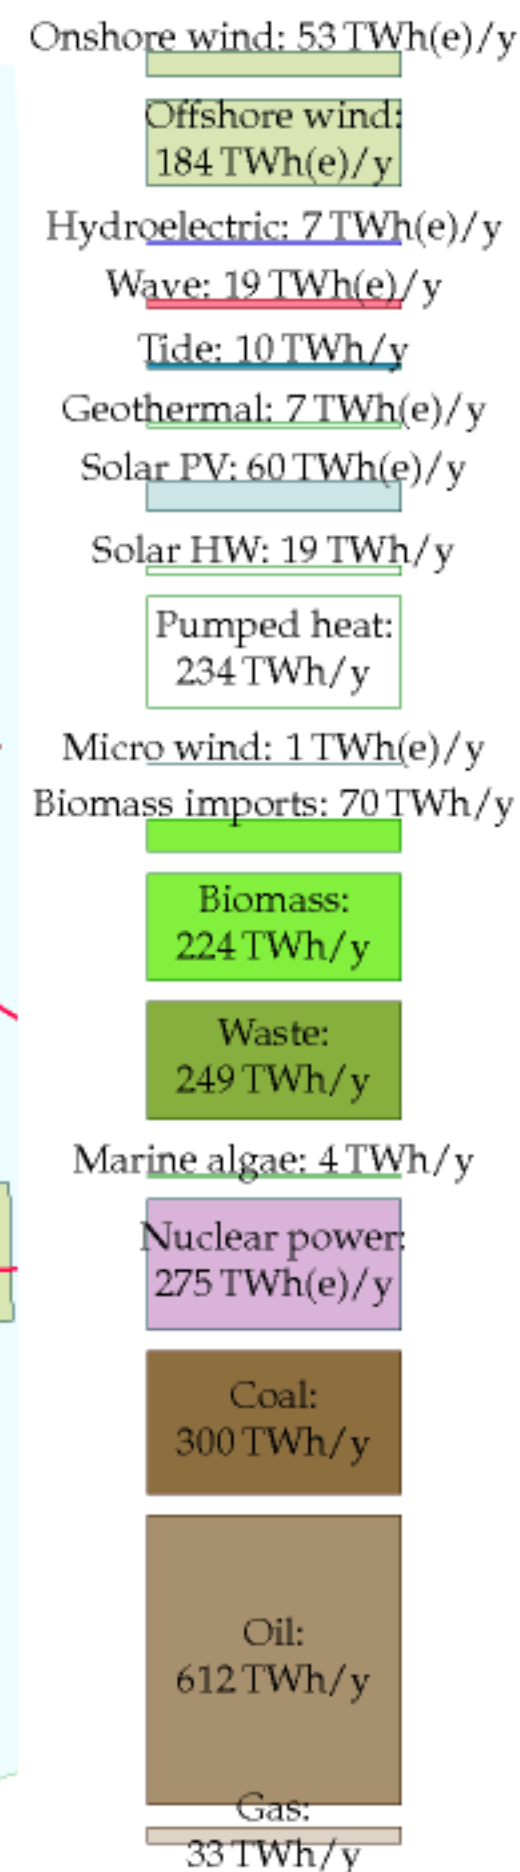 Onshore wind: 53 TWh(e)/y
Offshore wind:
184 TWh(e)/y
Hydroelectric: 7 TWh(e)/y
Wave: 19 TWh(e)/y
Tide: 10 TWh/y
Geothermal: 7 TWh(e)/y
Solar PV: 60 TWh(e)/y
Solar HW: 19 TWh/y
Pumped heat:
234 TWh/y
Micro wind: 1 TWh(e)/y
Biomass imports: 70 TWh/y
Biomass:
224 TWh/y
Waste:
249 TWh/y
Marine algae: 4 TWh/y
Nuclear power:
275 TWh(e)/y
Coal:
300 TWh/y
Oil:
612 TWh/y
Gas:
33 TWh/y